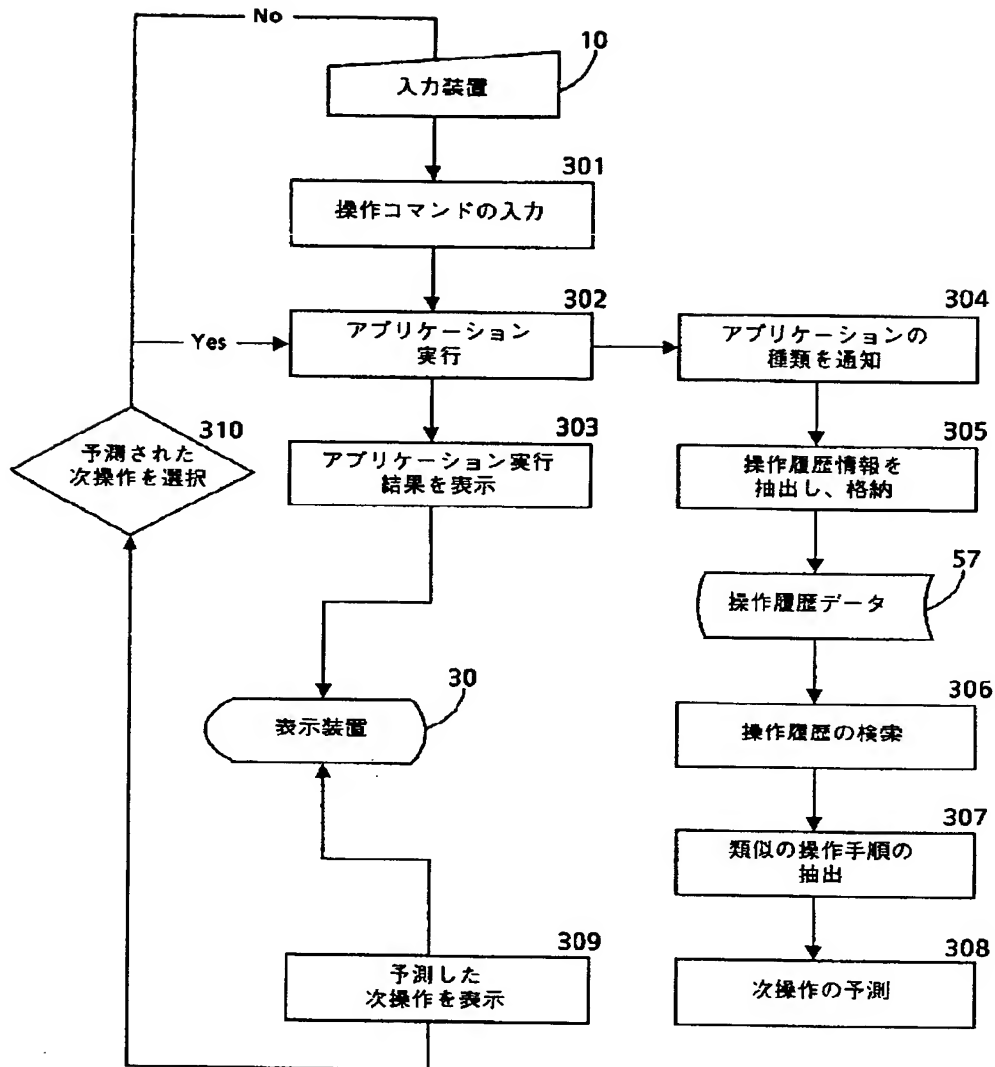 No
10
入力装置
301
操作コマンドの入力
302
アプリケーション
実行
Yes
304
アプリケーションの
種類を通知
310
予測された
次操作を選択
303
アプリケーション実行
結果を表示
305
操作履歴情報を
抽出し、格納
57
操作履歴データ
30
表示装置
306
操作履歴の検索
307
類似の操作手順の
抽出
309
予測した
次操作を表示
308
次操作の予測